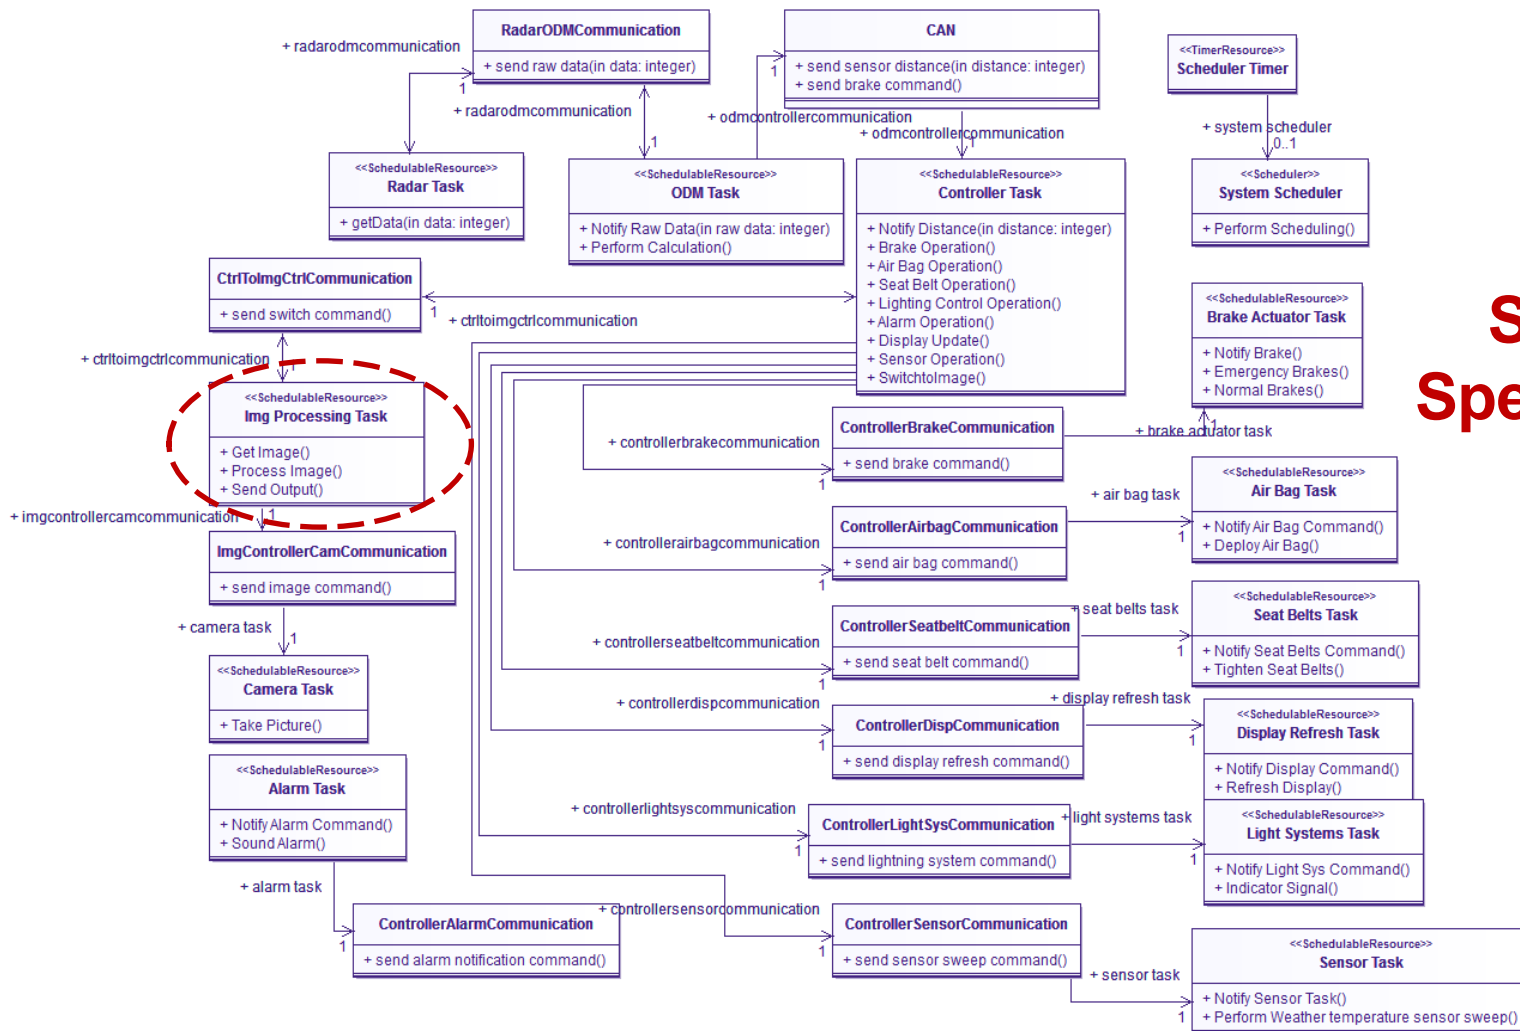 RadarODMCommunication
+ send raw data(in data: integer)
+ radarodmcommunication
1
CAN
+ send sensor distance(in distance: integer)
+ send brake command()
1
<<TimerResource>>
Scheduler Timer
+ radarodmcommunication
1
+ odmcontrollercommunication
+ odmcontrollercommunication
1
+ system scheduler
0..1
<<SchedulableResource>>
Radar Task
+ getData(in data: integer)
<<SchedulableResource>>
ODM Task
+ Notify Raw Data(in raw data: integer)
+ Perform Calculation()
<<SchedulableResource>>
Controller Task
+ Notify Distance(in distance: integer)
+ Brake Operation()
+ Air Bag Operation()
+ Seat Belt Operation()
+ Lighting Control Operation()
+ Alarm Operation()
+ Display Update()
+ Sensor Operation()
+ SwitchtoImage()
<<Scheduler>>
System Scheduler
+ Perform Scheduling()
CtrlToImgCtrlCommunication
+ send switch command()
1
+ ctrltoimgctrlcommunication
+ ctrltoimgctrlcommunication
1
<<SchedulableResource>>
Img Processing Task
+ Get Image()
+ Process Image()
+ Send Output()
<<SchedulableResource>>
Brake Actuator Task
+ Notify Brake()
+ Emergency Brakes()
+ Normal Brakes()
S
Spe
+ controllerbrakecommunication
1
ControllerBrakeCommunication
+ send brake command()
+ brake actuator task
1
+ imgcontrollercamcommunication
1
ImgControllerCamCommunication
+ send image command()
+ controllerairbagcommunication
1
ControllerAirbagCommunication
+ send air bag command()
+ air bag task
1
<<SchedulableResource>>
Air Bag Task
+ Notify Air Bag Command()
+ Deploy Air Bag()
+ camera task
1
<<SchedulableResource>>
Camera Task
+ Take Picture()
+ controllerseatbeltcommunication
1
ControllerSeatbeltCommunication
+ send seat belt command()
+ seat belts task
1
<<SchedulableResource>>
Seat Belts Task
+ Notify Seat Belts Command()
+ Tighten Seat Belts()
+ controllerdispcommunication
1
ControllerDispCommunication
+ send display refresh command()
+ display refresh task
1
<<SchedulableResource>>
Display Refresh Task
+ Notify Display Command()
+ Refresh Display()
<<SchedulableResource>>
Alarm Task
+ Notify Alarm Command()
+ Sound Alarm()
+ controllerlightsyscommunication
1
ControllerLightSysCommunication
+ send lightning system command()
+ light systems task
1
<<SchedulableResource>>
Light Systems Task
+ Notify Light Sys Command()
+ Indicator Signal()
+ alarm task
1
ControllerAlarmCommunication
+ send alarm notification command()
+ controllersensorcommunication
1
ControllerSensorCommunication
+ send sensor sweep command()
+ sensor task
1
<<SchedulableResource>>
Sensor Task
+ Notify Sensor Task()
+ Perform Weather temperature sensor sweep()